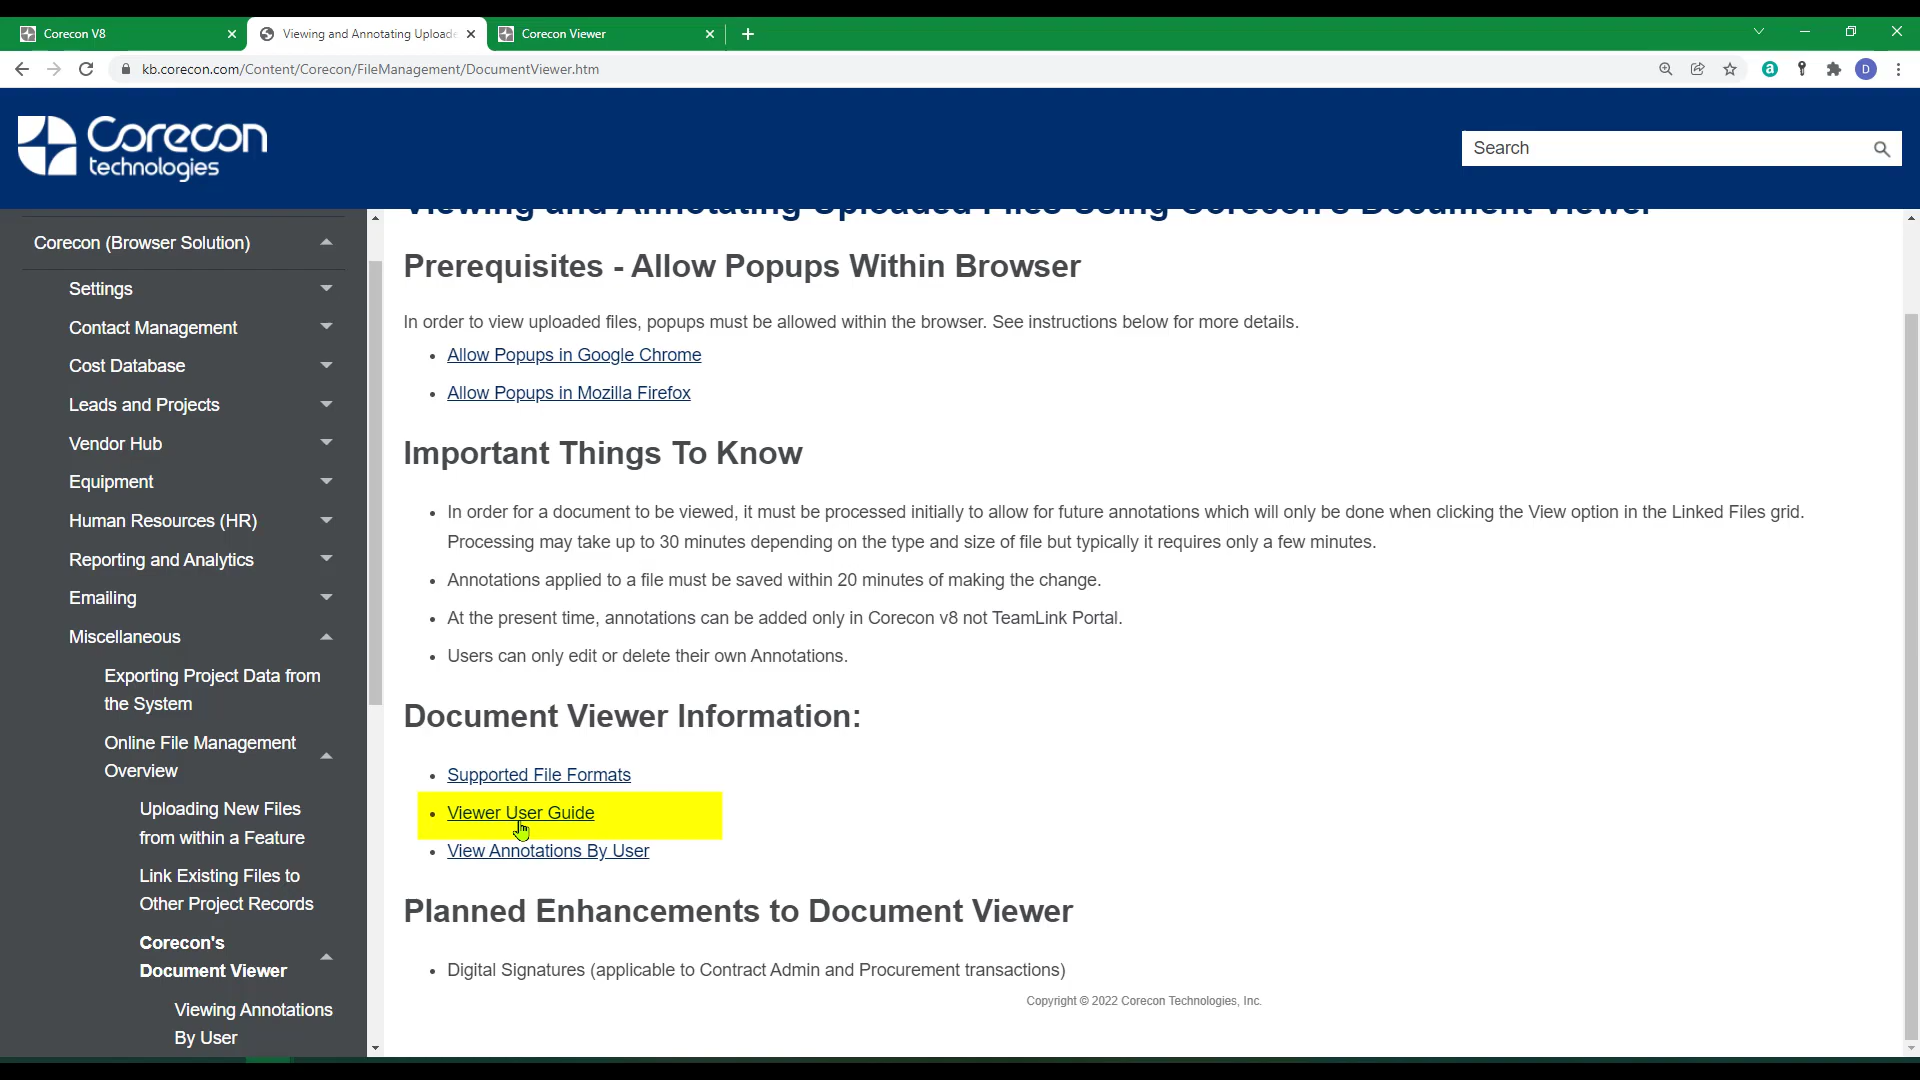 Corecon V8
Viewing and Annotating Uploade
Corecon Viewer
kb.corecon.com/Content/Corecon/FileManagement/DocumentViewer.htm
a
D
Corecon
technologies
Search
Corecon (Browser Solution)
Settings
Contact Management
Cost Database
Leads and Projects
Vendor Hub
Equipment
Human Resources (HR)
Reporting and Analytics
Emailing
Miscellaneous
Exporting Project Data from
the System
Online File Management
Overview
Uploading New Files
from within a Feature
Link Existing Files to
Other Project Records
Corecon's
Document Viewer
Viewing Annotations
By User
Viewing and Annotating Uploaded Files Using Corecon's Document Viewer
Prerequisites - Allow Popups Within Browser
In order to view uploaded files, popups must be allowed within the browser. See instructions below for more details.
• Allow Popups in Google Chrome
• Allow Popups in Mozilla Firefox
Important Things To Know
• In order for a document to be viewed, it must be processed initially to allow for future annotations which will only be done when clicking the View option in the Linked Files grid.
Processing may take up to 30 minutes depending on the type and size of file but typically it requires only a few minutes.
• Annotations applied to a file must be saved within 20 minutes of making the change.
• At the present time, annotations can be added only in Corecon v8 not TeamLink Portal.
• Users can only edit or delete their own Annotations.
Document Viewer Information:
• Supported File Formats
• Viewer User Guide
• View Annotations By User
Planned Enhancements to Document Viewer
• Digital Signatures (applicable to Contract Admin and Procurement transactions)
Copyright © 2022 Corecon Technologies, Inc.